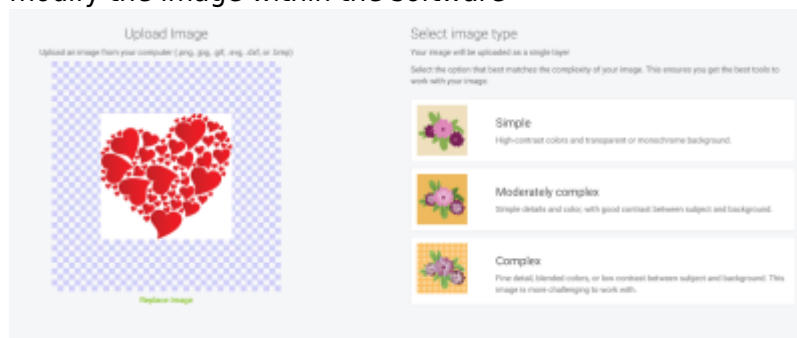 modify the image within the software
Upload Image
Upload an image from your computer (.png, .jpg, .gif, .svg, .dxf, or .bmp)
Replace Image
Select image type
Your image will be uploaded as a single layer
Select the option that best matches the complexity of your image. This ensures you get the best tools to
work with your image.
Simple
High-contrast colors and transparent or monochrome background.
Moderately complex
Simple details and color, with good contrast between subject and background.
Complex
Fine detail, blended colors, or low contrast between subject and background. This
image is more challenging to work with.